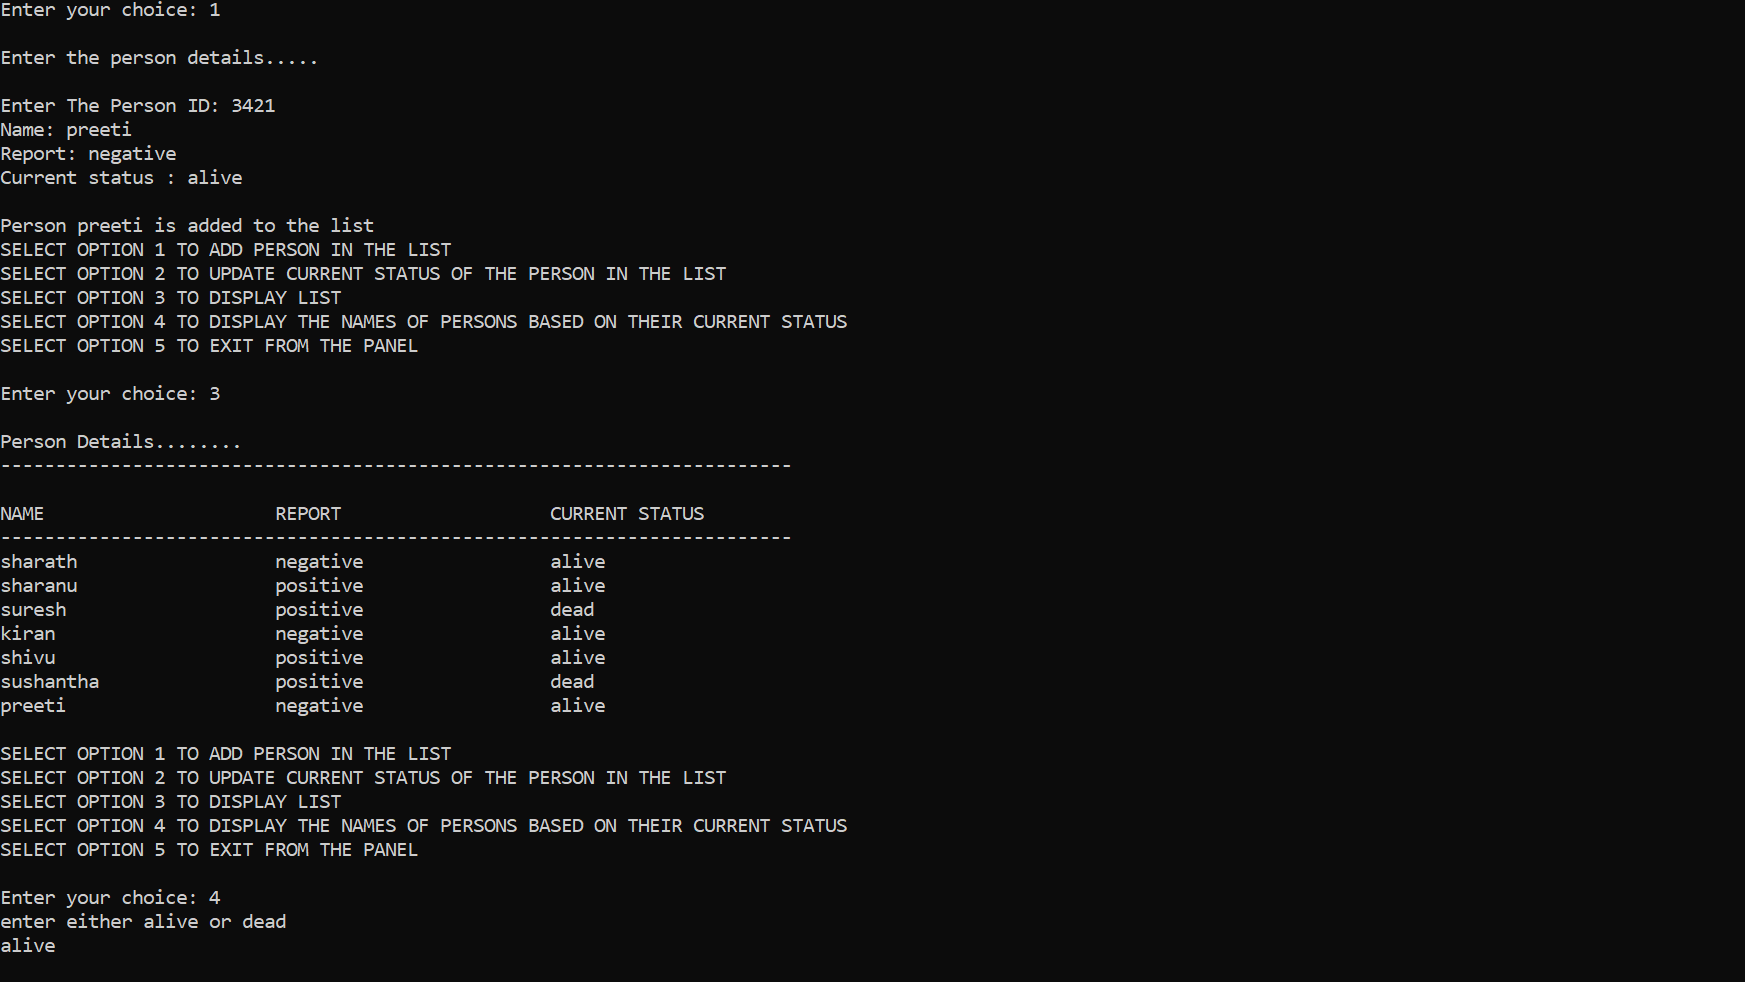 Enter your choice: 1
Enter the person details.....
Enter The Person ID: 3421
Name: preeti
Report: negative
Current status : alive
Person preeti is added to the list
SELECT OPTION 1 TO ADD PERSON IN THE LIST
SELECT OPTION 2 TO UPDATE CURRENT STATUS OF THE PERSON IN THE LIST
SELECT OPTION 3 TO DISPLAY LIST
SELECT OPTION 4 TO DISPLAY THE NAMES OF PERSONS BASED ON THEIR CURRENT STATUS
SELECT OPTION 5 TO EXIT FROM THE PANEL
Enter your choice: 3
Person Details........
------------------------------------------------------------------------
NAME                     REPORT                   CURRENT STATUS
------------------------------------------------------------------------
sharath                  negative                 alive
sharanu                  positive                 alive
suresh                   positive                 dead
kiran                    negative                 alive
shivu                    positive                 alive
sushantha                positive                 dead
preeti                   negative                 alive
SELECT OPTION 1 TO ADD PERSON IN THE LIST
SELECT OPTION 2 TO UPDATE CURRENT STATUS OF THE PERSON IN THE LIST
SELECT OPTION 3 TO DISPLAY LIST
SELECT OPTION 4 TO DISPLAY THE NAMES OF PERSONS BASED ON THEIR CURRENT STATUS
SELECT OPTION 5 TO EXIT FROM THE PANEL
Enter your choice: 4
enter either alive or dead
alive